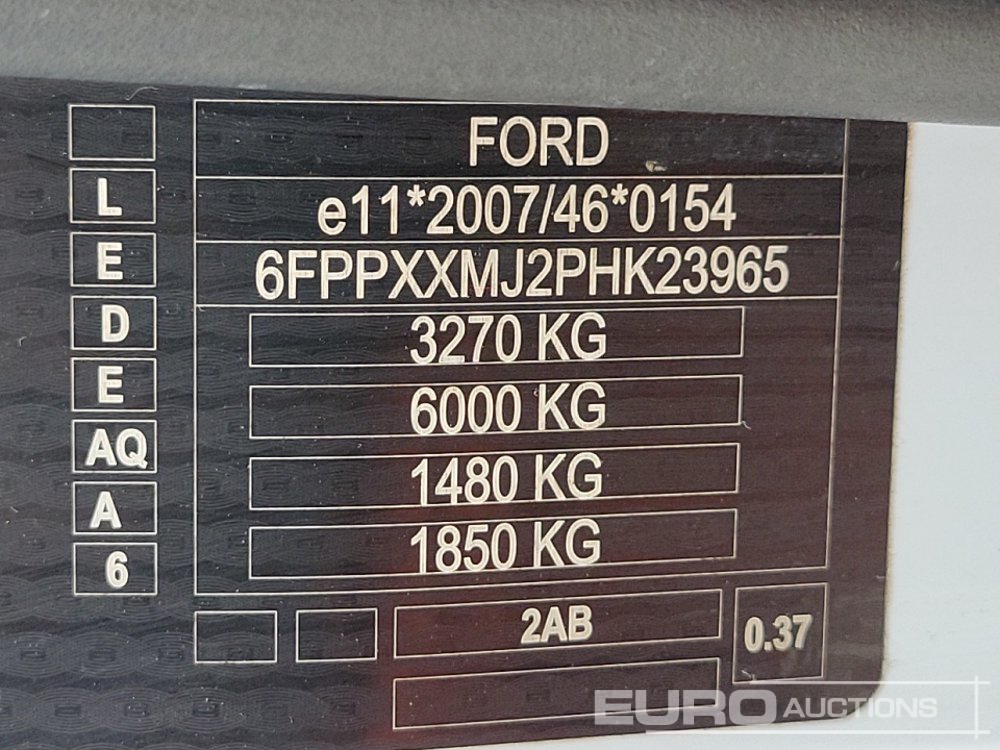 FORD
L
e11*2007/46*0154
E
6FPPXXMJ2PHK23965
D
3270 KG
E
6000 KG
AQ
1480 KG
A
1850 KG
6
2AB
0.37
EURO AUCTIONS